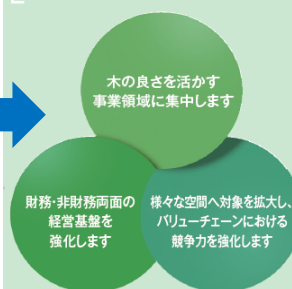 木の良さを活かす
事業領域に集中します
財務・非財務両面の
経営基盤を
強化します
様々な空間へ対象を拡大し、
バリューチェーンにおける
競争力を強化します